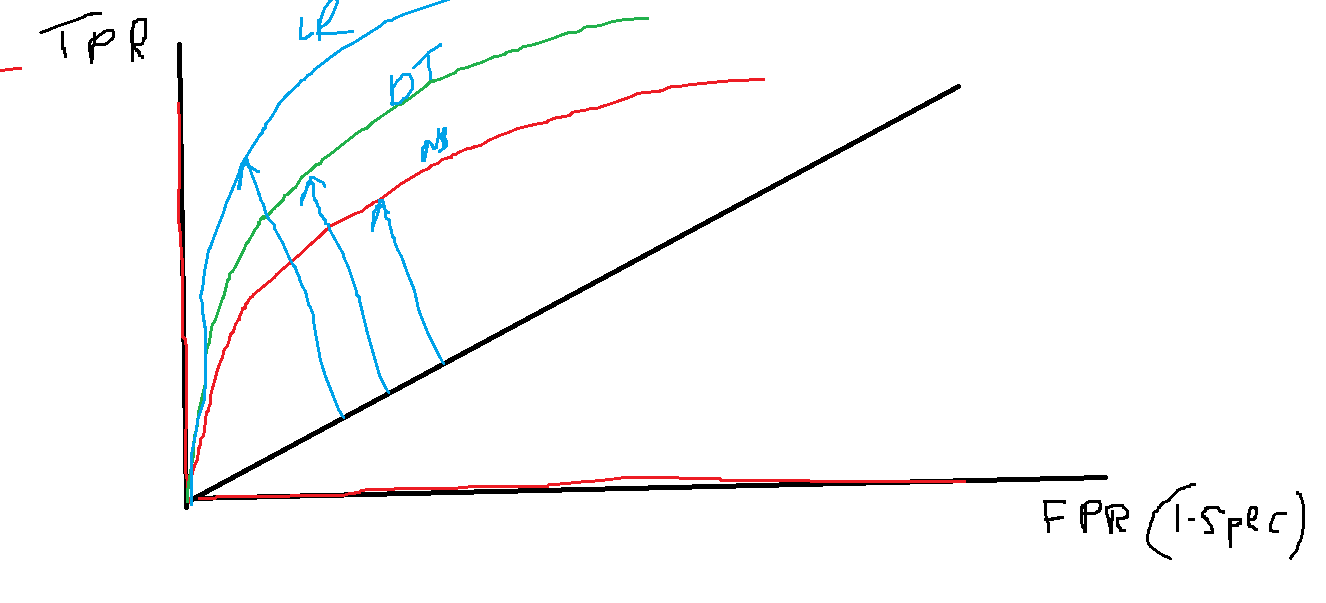 LR
TPR
DT
NB
FPR (1-Spec)